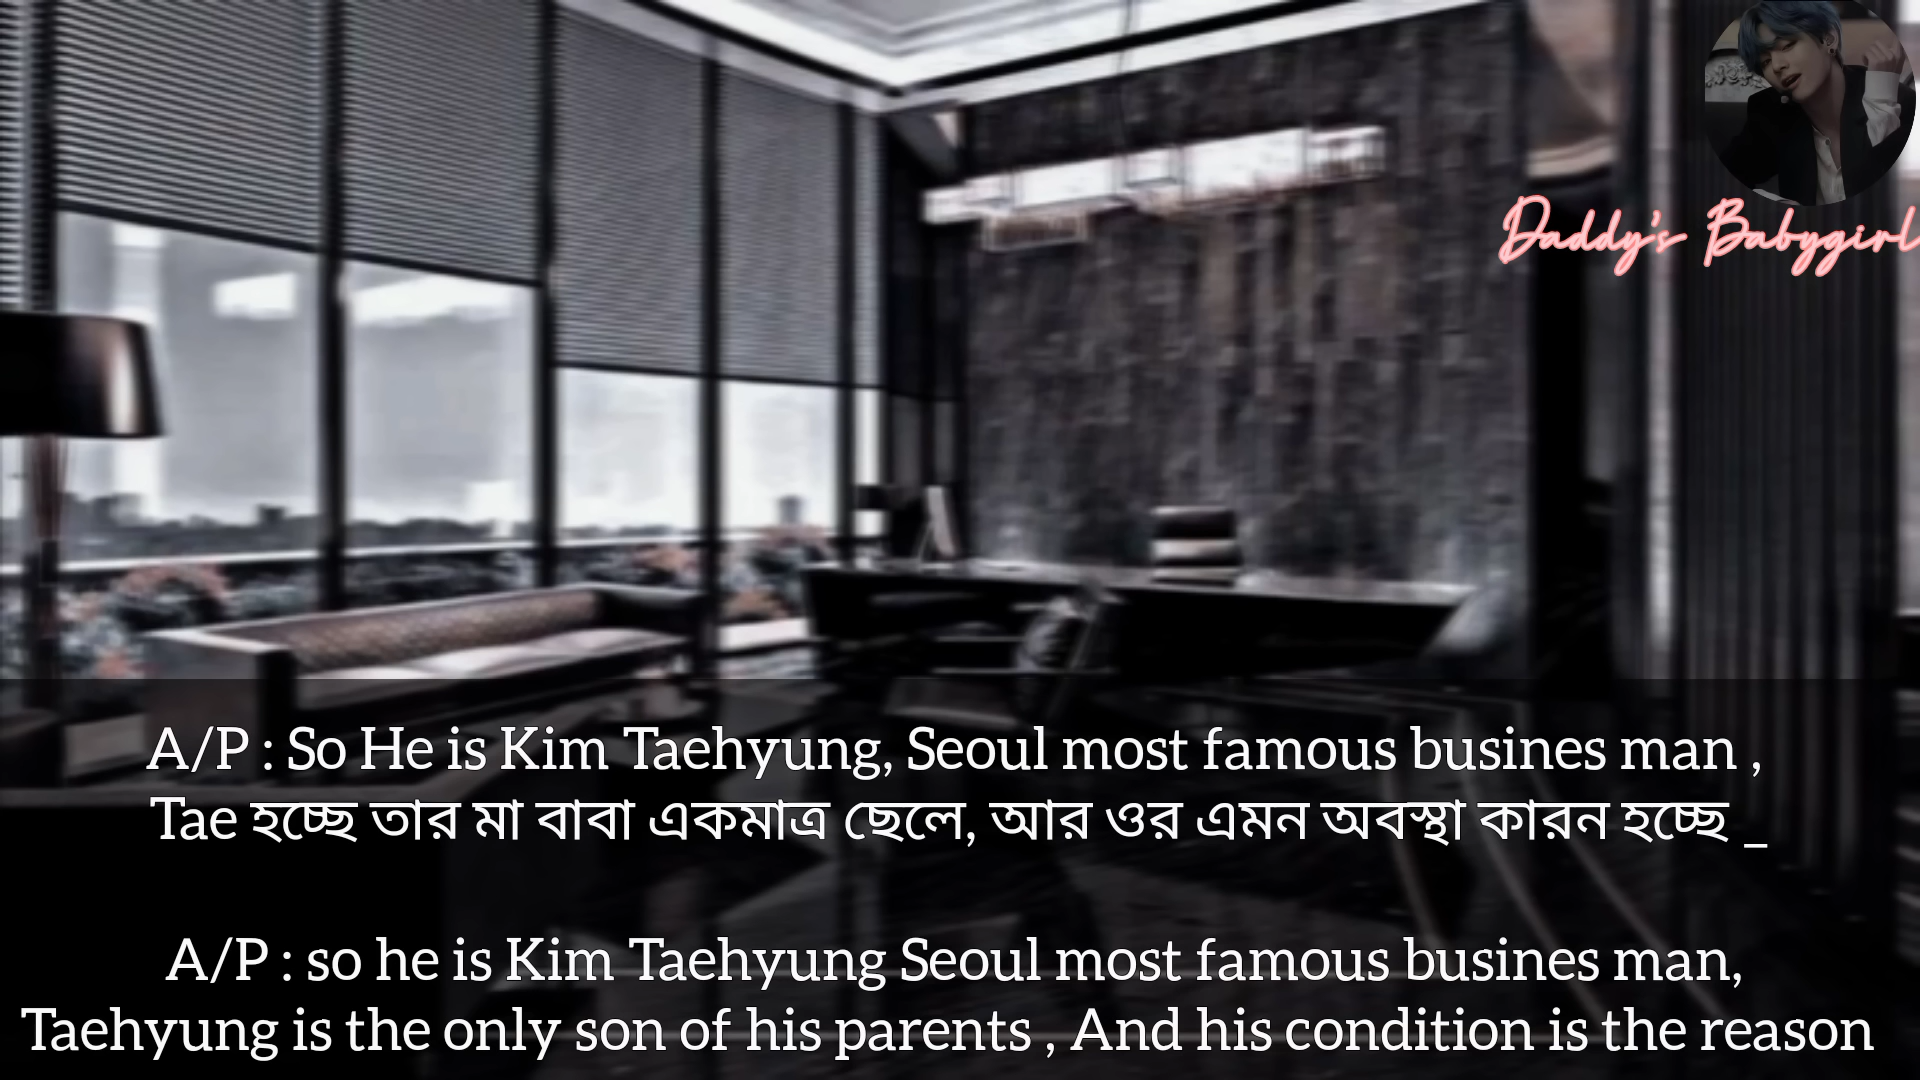 Daddy's Babygirl
A/P : So He is Kim Taehyung, Seoul most famous busines man ,
Tae হচ্ছে তার মা বাবা একমাত্র ছেলে, আর ওর এমন অবস্থা কারন হচ্ছে _
A/P : so he is Kim Taehyung Seoul most famous busines man,
Taehyung is the only son of his parents , And his condition is the reason